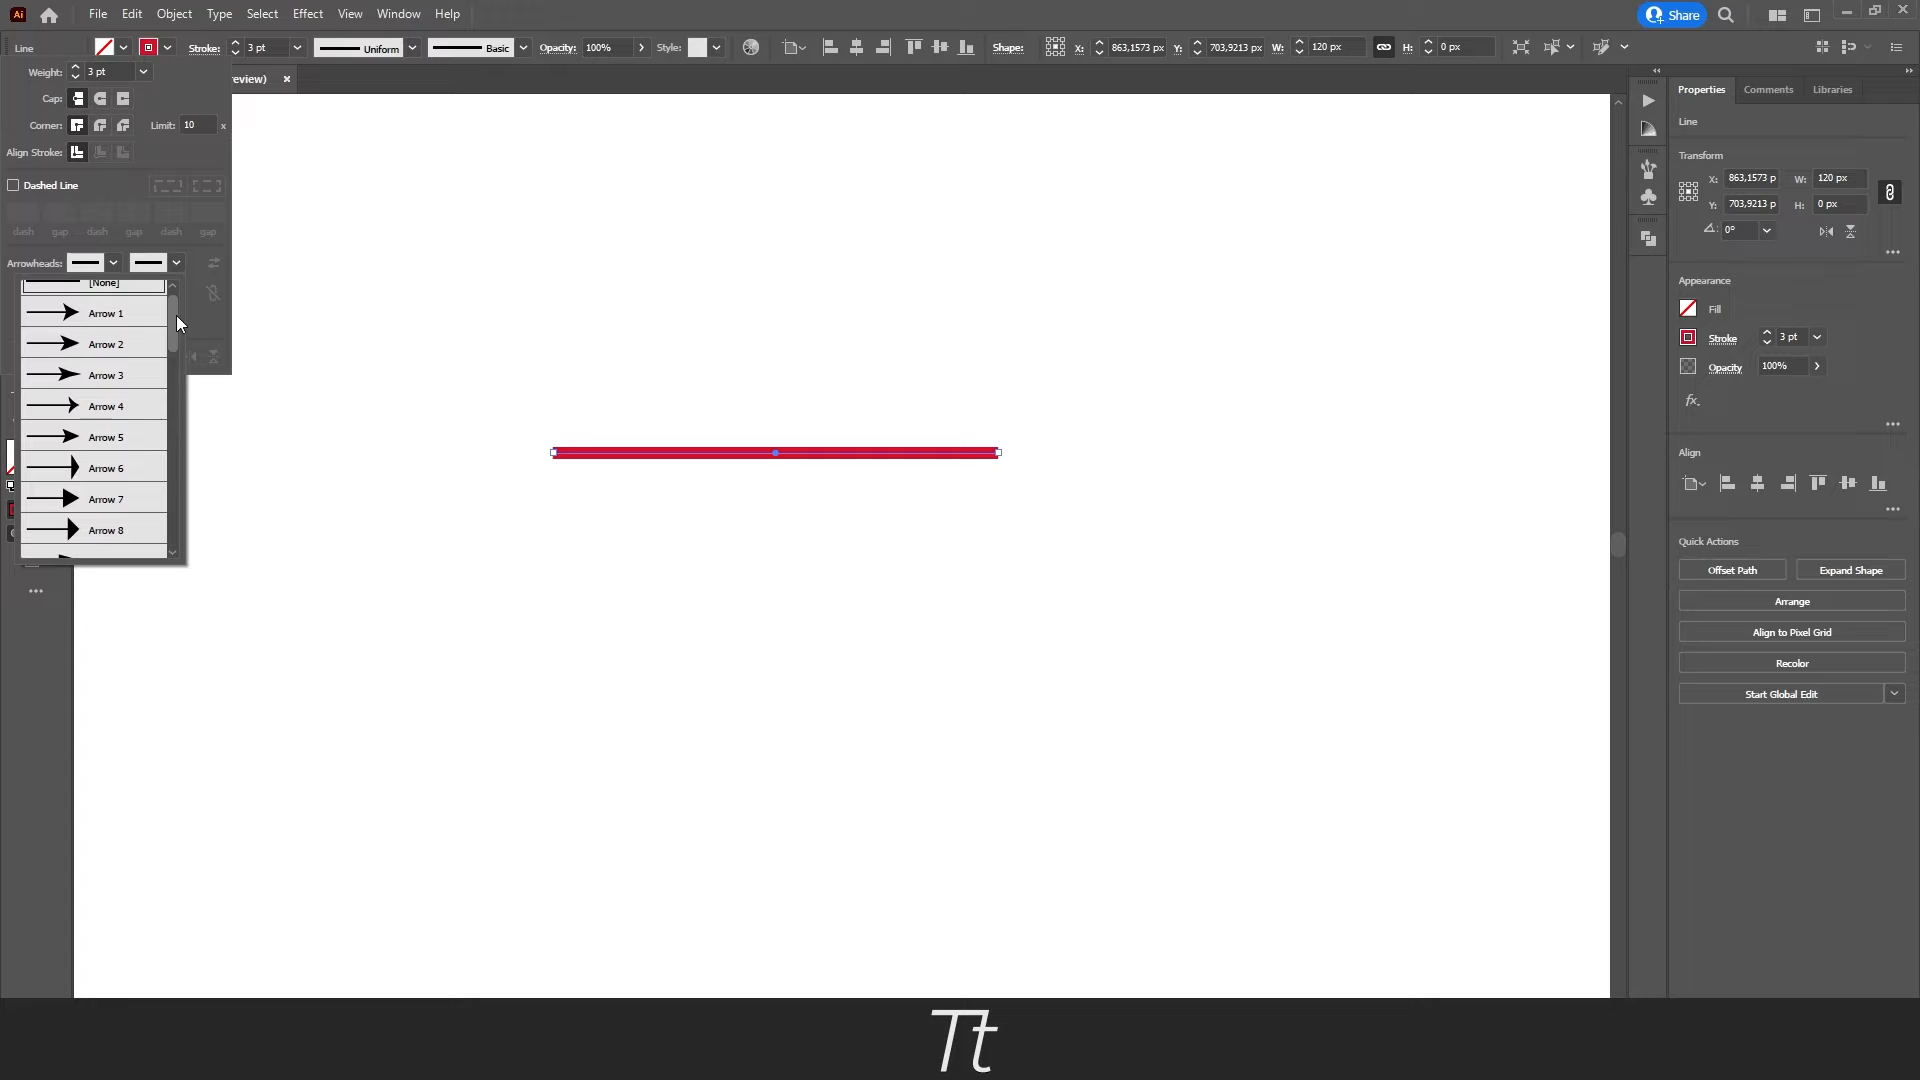 Ai File Edit Object Type Select Effect View Window Help Share
Line Stroke: 3 pt Uniform Basic Opacity: 100% Style: Shape: X: 863,1573 px Y: 703,9213 px W: 120 px H: 0 px
Weight: 3 pt
eview) ×
Cap:
Corner: Limit: 10 x
Align Stroke:
Dashed Line
dash gap dash gap dash gap
Arrowheads:
[None]
Arrow 1
Arrow 2
Arrow 3
Arrow 4
Arrow 5
Arrow 6
Arrow 7
Arrow 8
Properties Comments Libraries
Line
Transform
X: 863,1573 p W: 120 px
Y: 703,9213 p H: 0 px
0°
Appearance
Fill
Stroke 3 pt
Opacity 100%
fx.
Align
Quick Actions
Offset Path Expand Shape
Arrange
Align to Pixel Grid
Recolor
Start Global Edit
Tt